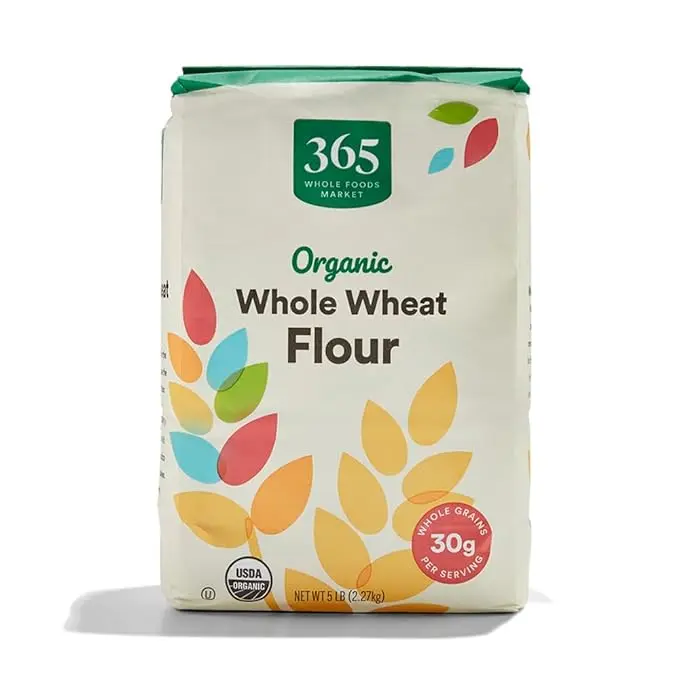 365
WHOLE FOODS
MARKET
Organic
Whole Wheat
Flour
WHOLE GRAINS
30g
PER SERVING
USDA
ORGANIC
U
NET WT 5 LB (2.27kg)